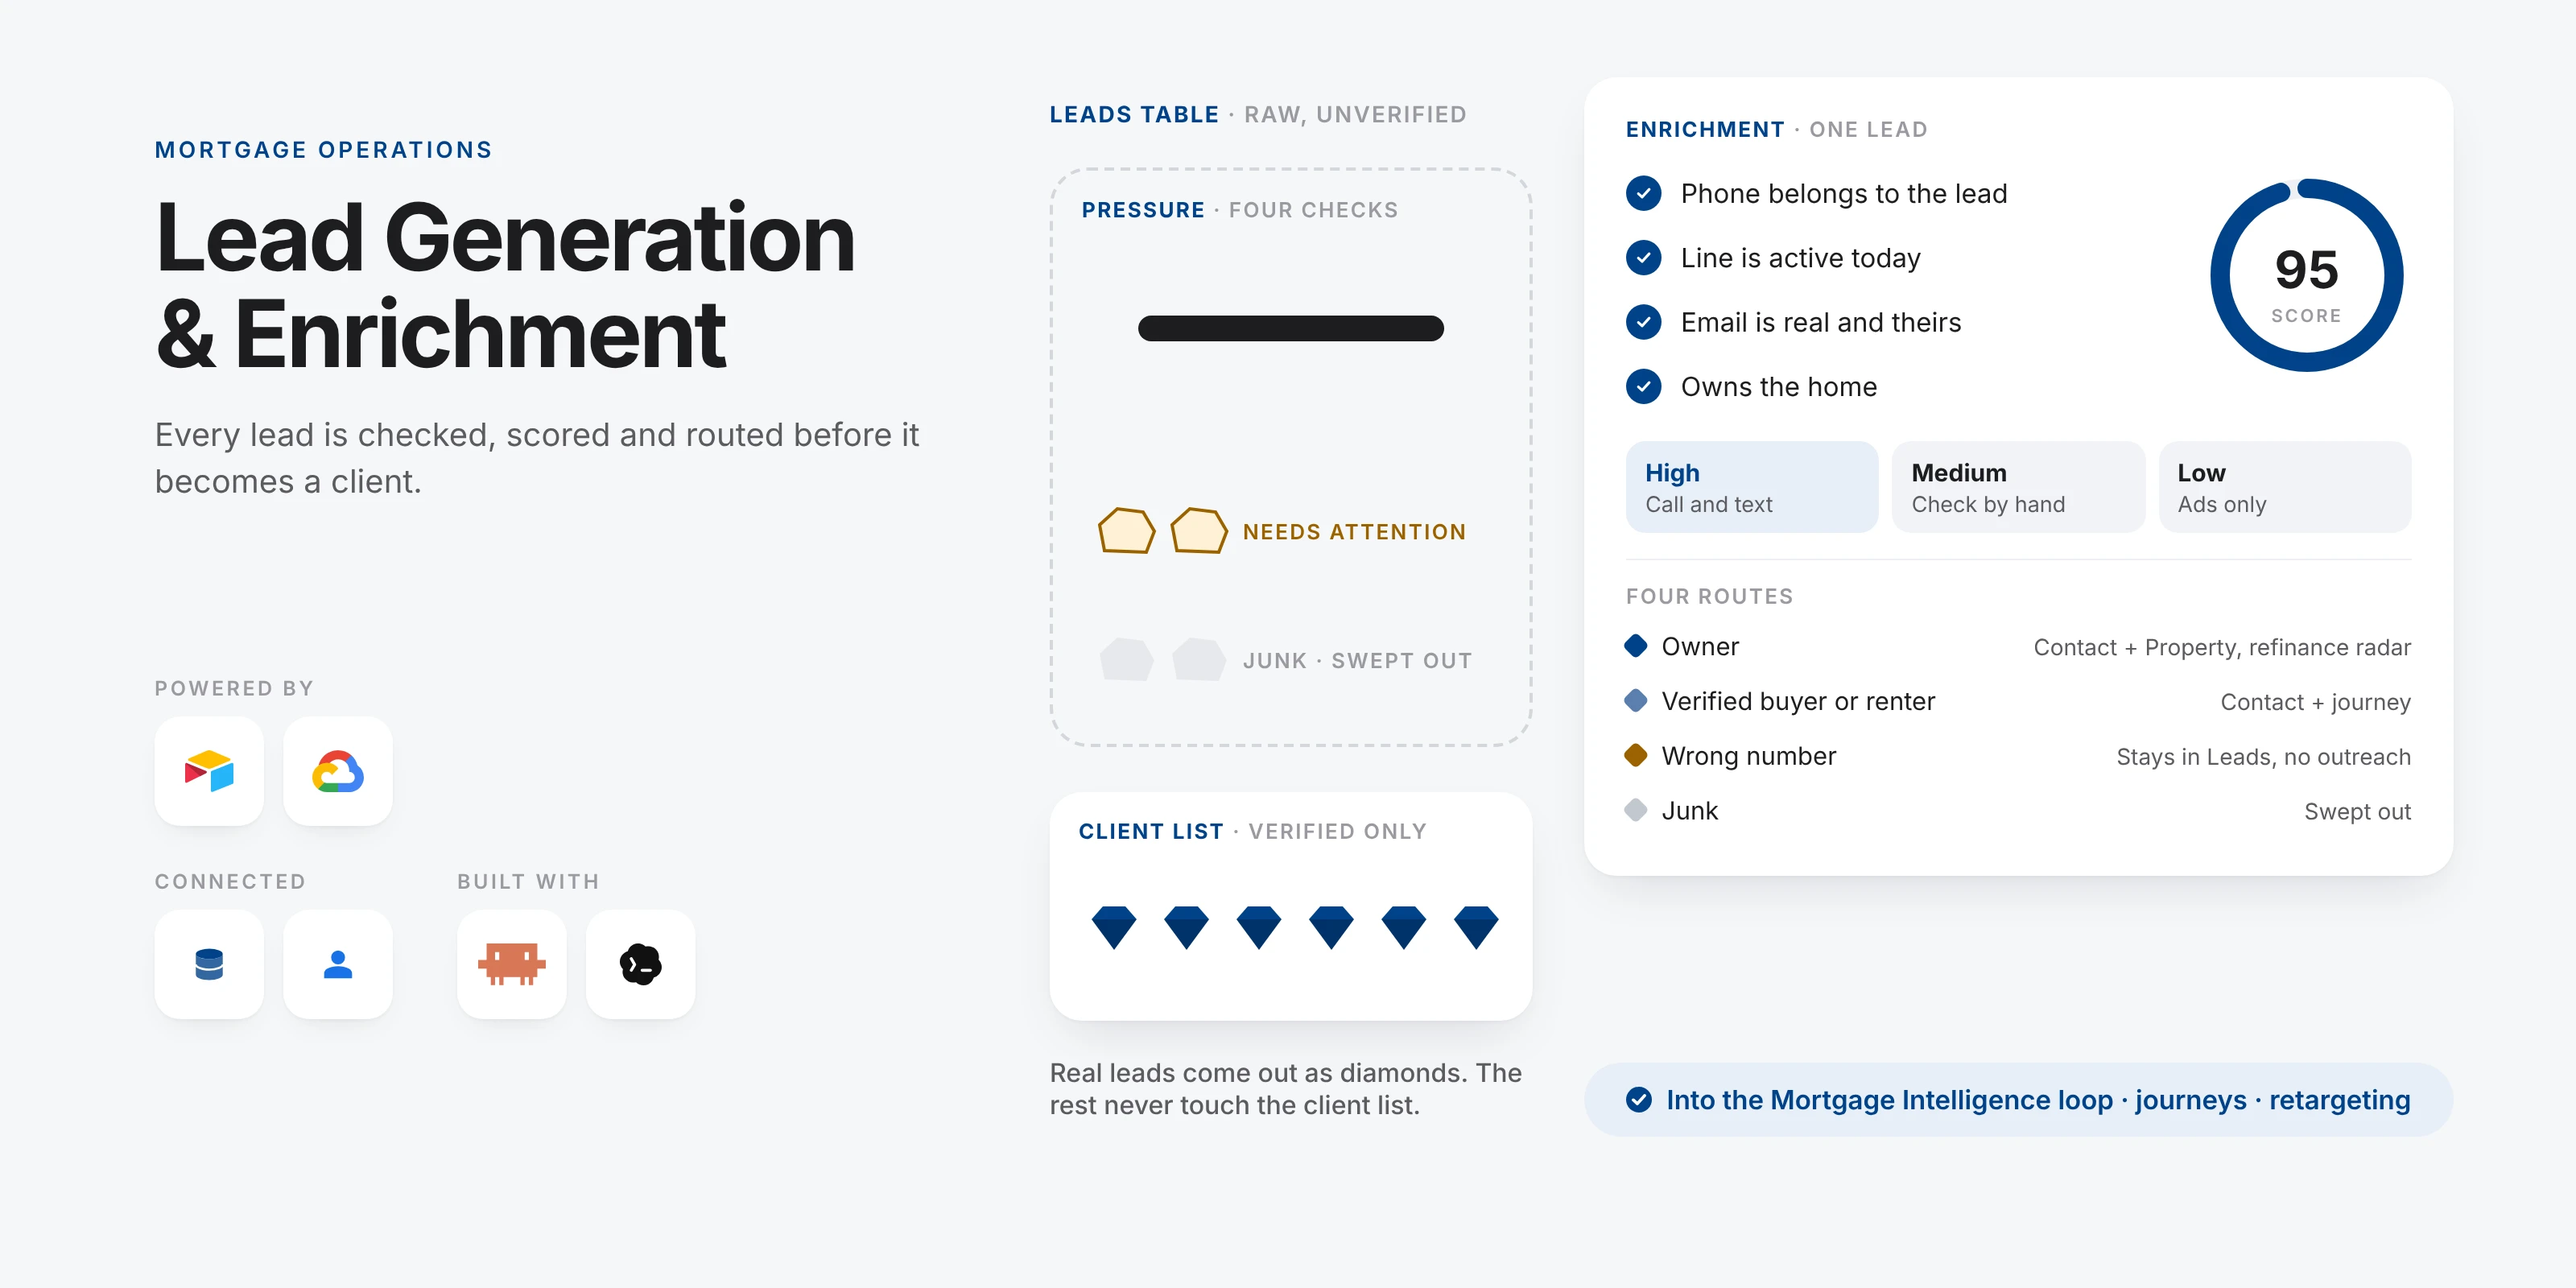 MORTGAGE OPERATIONS
Lead Generation
& Enrichment
Every lead is checked, scored and routed before it
becomes a client.
POWERED BY
CONNECTED
BUILT WITH
LEADS TABLE · RAW, UNVERIFIED
PRESSURE · FOUR CHECKS
NEEDS ATTENTION
JUNK · SWEPT OUT
CLIENT LIST · VERIFIED ONLY
Real leads come out as diamonds. The
rest never touch the client list.
ENRICHMENT · ONE LEAD
Phone belongs to the lead
Line is active today
Email is real and theirs
Owns the home
95
SCORE
High
Call and text
Medium
Check by hand
Low
Ads only
FOUR ROUTES
Owner Contact + Property, refinance radar
Verified buyer or renter Contact + journey
Wrong number Stays in Leads, no outreach
Junk Swept out
Into the Mortgage Intelligence loop · journeys · retargeting